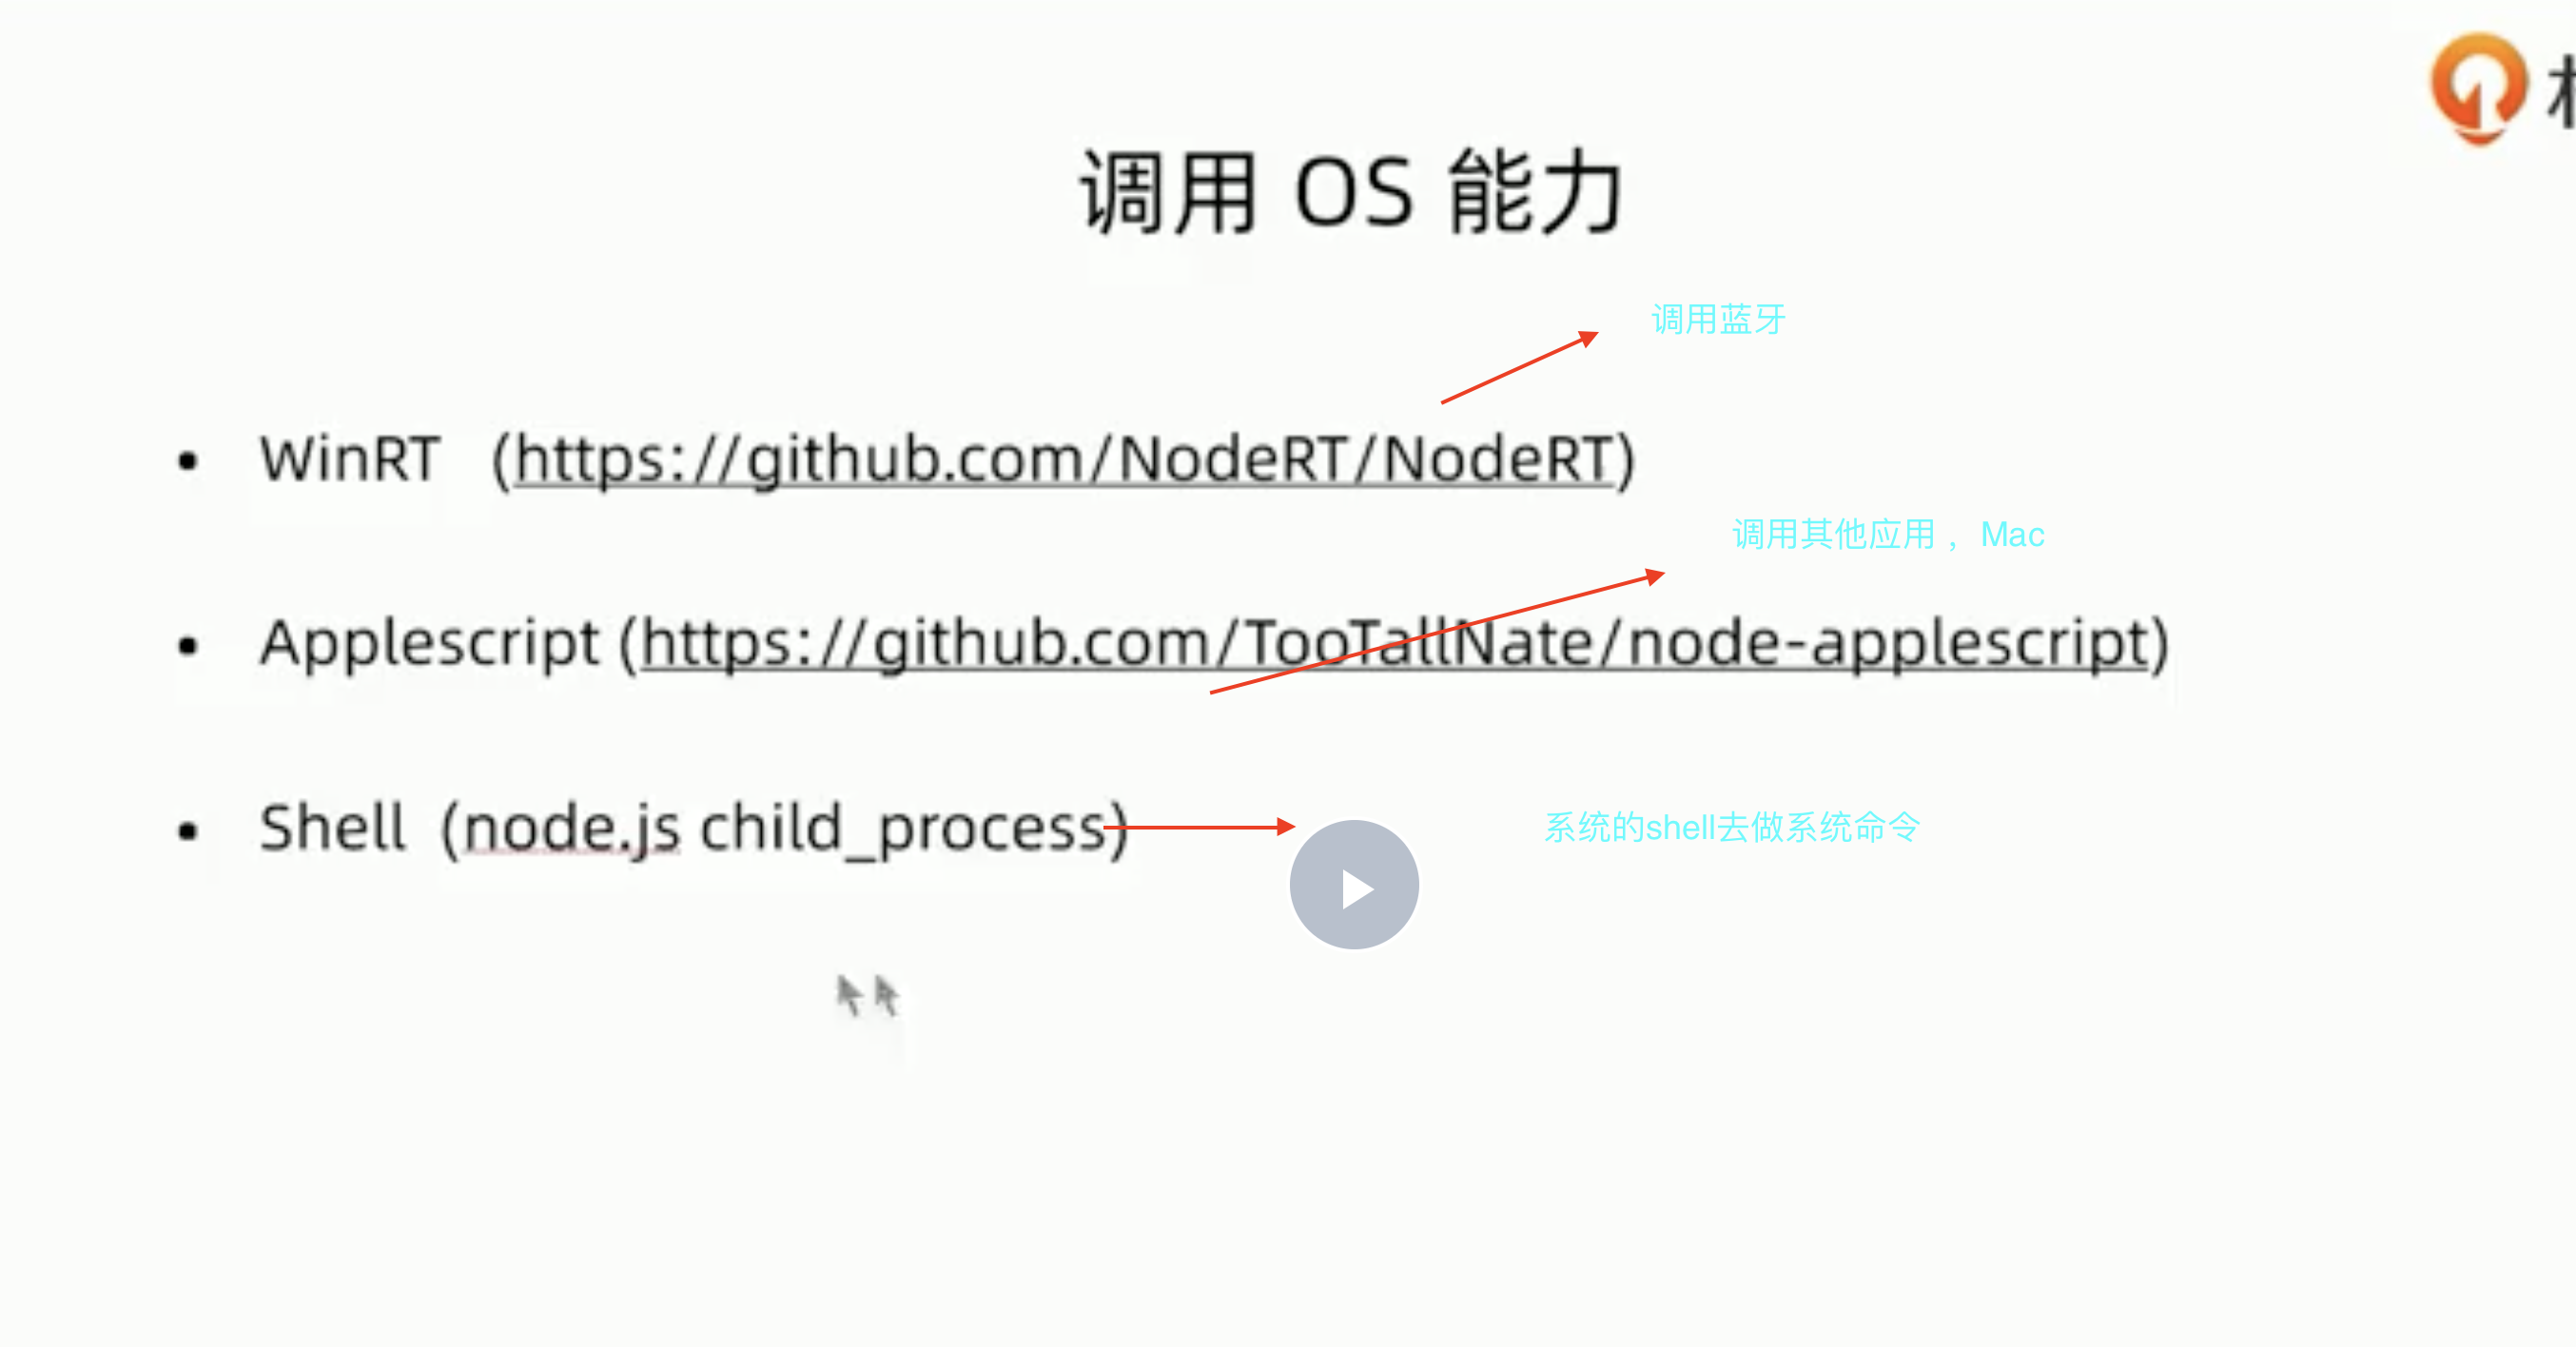 调用 OS 能力
调用蓝牙
• WinRT (https://github.com/NodeRT/NodeRT)
调用其他应用， Mac
• Applescript (https://github.com/TooTallNate/node-applescript)
• Shell (node.js child_process)
系统的shell去做系统命令